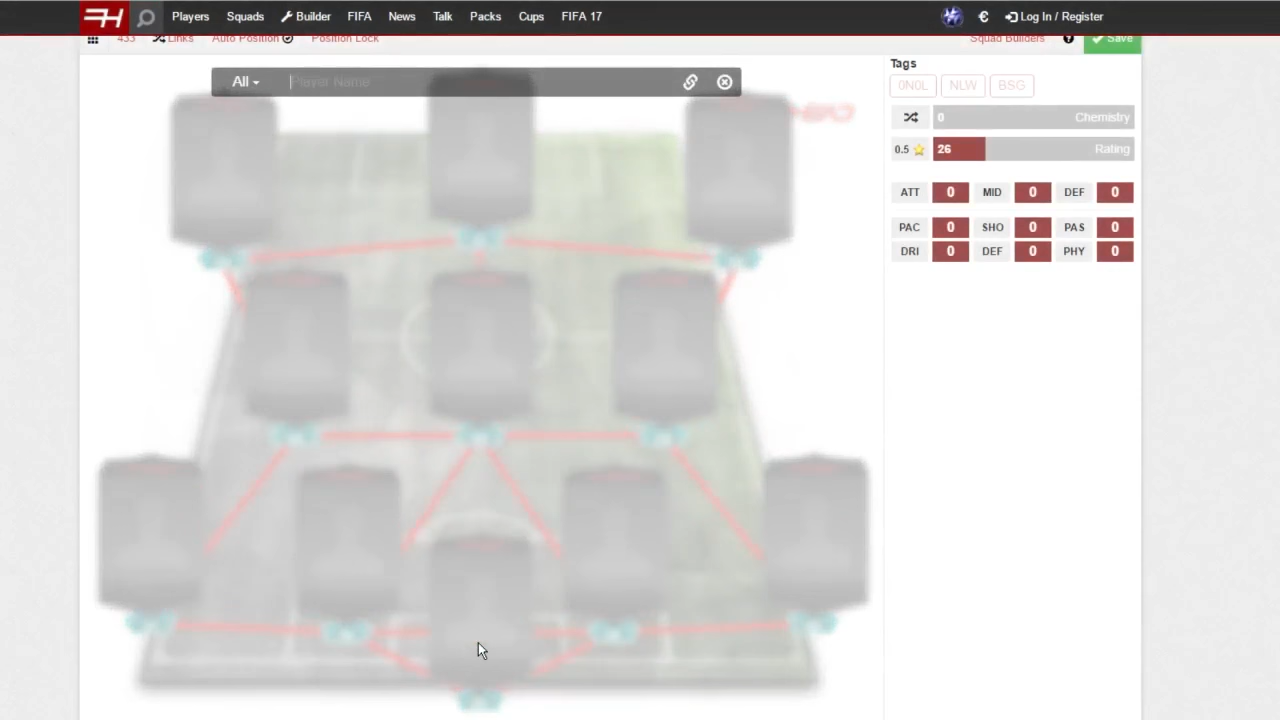 Players Squads Builder FIFA News Talk Packs Cups FIFA 17 € Log In / Register
433 Links Auto Position Position Lock Squad Builders Save
Tags
All Player Name
0N0L NLW BSG
0 Chemistry
0.5 26 Rating
ATT 0 MID 0 DEF 0
PAC 0 SHO 0 PAS 0
DRI 0 DEF 0 PHY 0